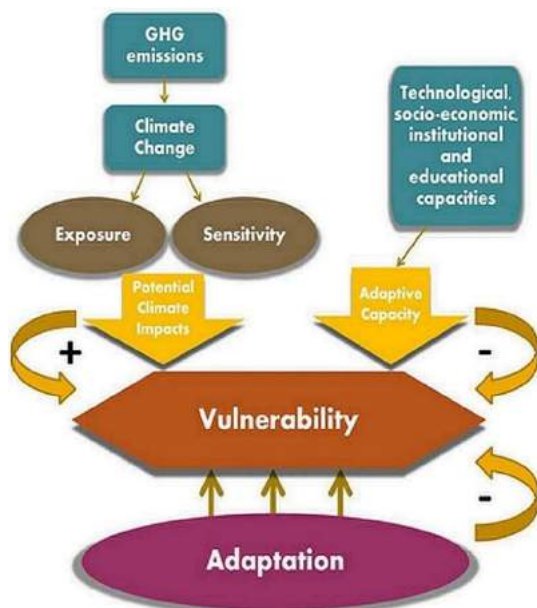 GHG
emissions
Climate
Change
Exposure
Sensitivity
Technological,
socio-economic,
institutional
and
educational
capacities
Potential
Climate
Impacts
Adaptive
Capacity
+
-
Vulnerability
-
Adaptation